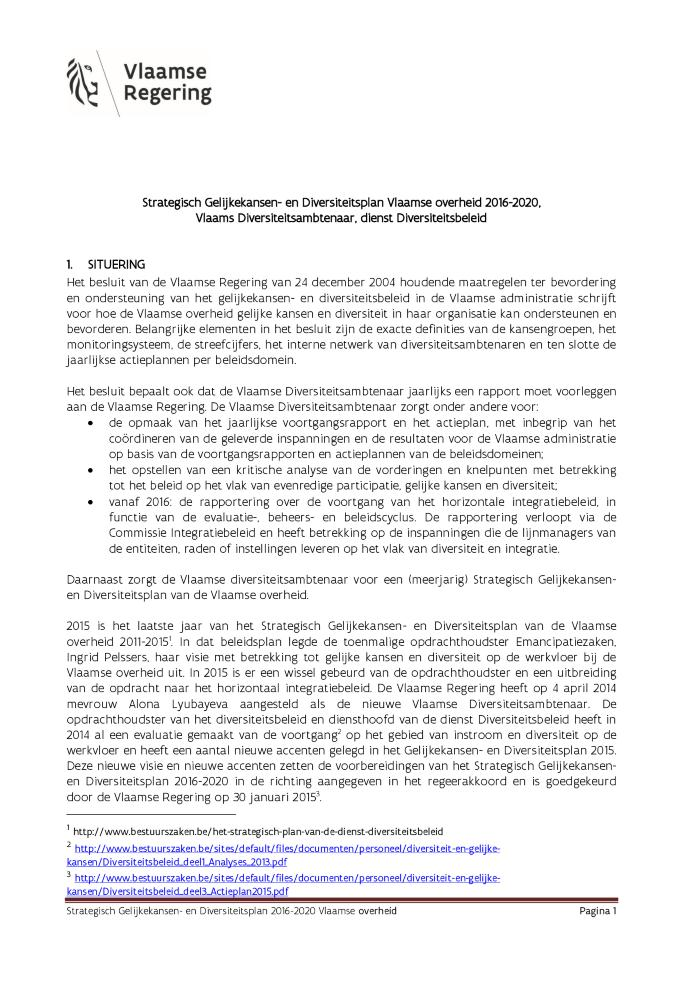 Vlaamse
Regering
Strategisch Gelijkekansen- en Diversiteitsplan Vlaamse overheid 2016-2020,
Vlaams Diversiteitsambtenaar, dienst Diversiteitsbeleid
1. SITUERING
Het besluit van de Vlaamse Regering van 24 december 2004 houdende maatregelen ter bevordering
en ondersteuning van het gelijkekansen- en diversiteitsbeleid in de Vlaamse administratie schrijft
voor hoe de Vlaamse overheid gelijke kansen en diversiteit in haar organisatie kan ondersteunen en
bevorderen. Belangrijke elementen in het besluit zijn de exacte definities van de kansengroepen, het
monitoringsysteem, de streefcijfers, het interne netwerk van diversiteitsambtenaren en ten slotte de
jaarlijkse actieplannen per beleidsdomein.
Het besluit bepaalt ook dat de Vlaamse Diversiteitsambtenaar jaarlijks een rapport moet voorleggen
aan de Vlaamse Regering. De Vlaamse Diversiteitsambtenaar zorgt onder andere voor:
• de opmaak van het jaarlijkse voortgangsrapport en het actieplan, met inbegrip van het
coördineren van de geleverde inspanningen en de resultaten voor de Vlaamse administratie
op basis van de voortgangsrapporten en actieplannen van de beleidsdomeinen;
• het opstellen van een kritische analyse van de vorderingen en knelpunten met betrekking
tot het beleid op het vlak van evenredige participatie, gelijke kansen en diversiteit;
• vanaf 2016: de rapportering over de voortgang van het horizontale integratiebeleid, in
functie van de evaluatie-, beheers- en beleidscyclus. De rapportering verloopt via de
Commissie Integratiebeleid en heeft betrekking op de inspanningen die de lijnmanagers van
de entiteiten, raden of instellingen leveren op het vlak van diversiteit en integratie.
Daarnaast zorgt de Vlaamse diversiteitsambtenaar voor een (meerjarig) Strategisch Gelijkekansen-
en Diversiteitsplan van de Vlaamse overheid.
2015 is het laatste jaar van het Strategisch Gelijkekansen- en Diversiteitsplan van de Vlaamse
overheid 2011-2015¹. In dat beleidsplan legde de toenmalige opdrachthoudster Emancipatiezaken,
Ingrid Pelssers, haar visie met betrekking tot gelijke kansen en diversiteit op de werkvloer bij de
Vlaamse overheid uit. In 2015 is er een wissel gebeurd van de opdrachthoudster en een uitbreiding
van de opdracht naar het horizontaal integratiebeleid. De Vlaamse Regering heeft op 4 april 2014
mevrouw Alona Lyubayeva aangesteld als de nieuwe Vlaamse Diversiteitsambtenaar. De
opdrachthoudster van het diversiteitsbeleid en diensthoofd van de dienst Diversiteitsbeleid heeft in
2014 al een evaluatie gemaakt van de voortgang² op het gebied van instroom en diversiteit op de
werkvloer en heeft een aantal nieuwe accenten gelegd in het Gelijkekansen- en Diversiteitsplan 2015.
Deze nieuwe visie en nieuwe accenten zetten de voorbereidingen van het Strategisch Gelijkekansen-
en Diversiteitsplan 2016-2020 in de richting aangegeven in het regeerakkoord en is goedgekeurd
door de Vlaamse Regering op 30 januari 2015³.
¹ http://www.bestuurszaken.be/het-strategisch-plan-van-de-dienst-diversiteitsbeleid
² http://www.bestuurszaken.be/sites/default/files/documenten/personeel/diversiteit-en-gelijke-
kansen/Diversiteitsbeleid_deel1_Analyses_2013.pdf
³ http://www.bestuurszaken.be/sites/default/files/documenten/personeel/diversiteit-en-gelijke-
kansen/Diversiteitsbeleid_deel3_Actieplan2015.pdf
Strategisch Gelijkekansen- en Diversiteitsplan 2016-2020 Vlaamse overheid Pagina 1